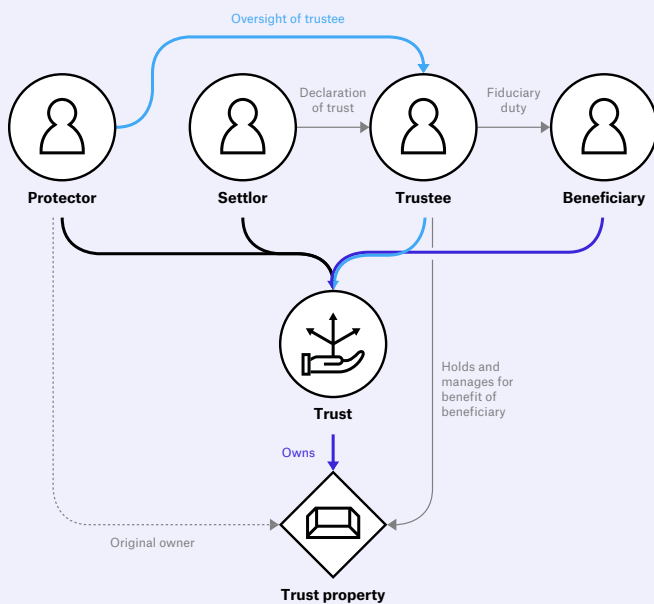 Oversight of trustee
Declaration
of trust
Fiduciary
duty
Protector
Settlor
Trustee
Beneficiary
Holds and
manages for
benefit of
beneficiary
Trust
Owns
Original owner
Trust property